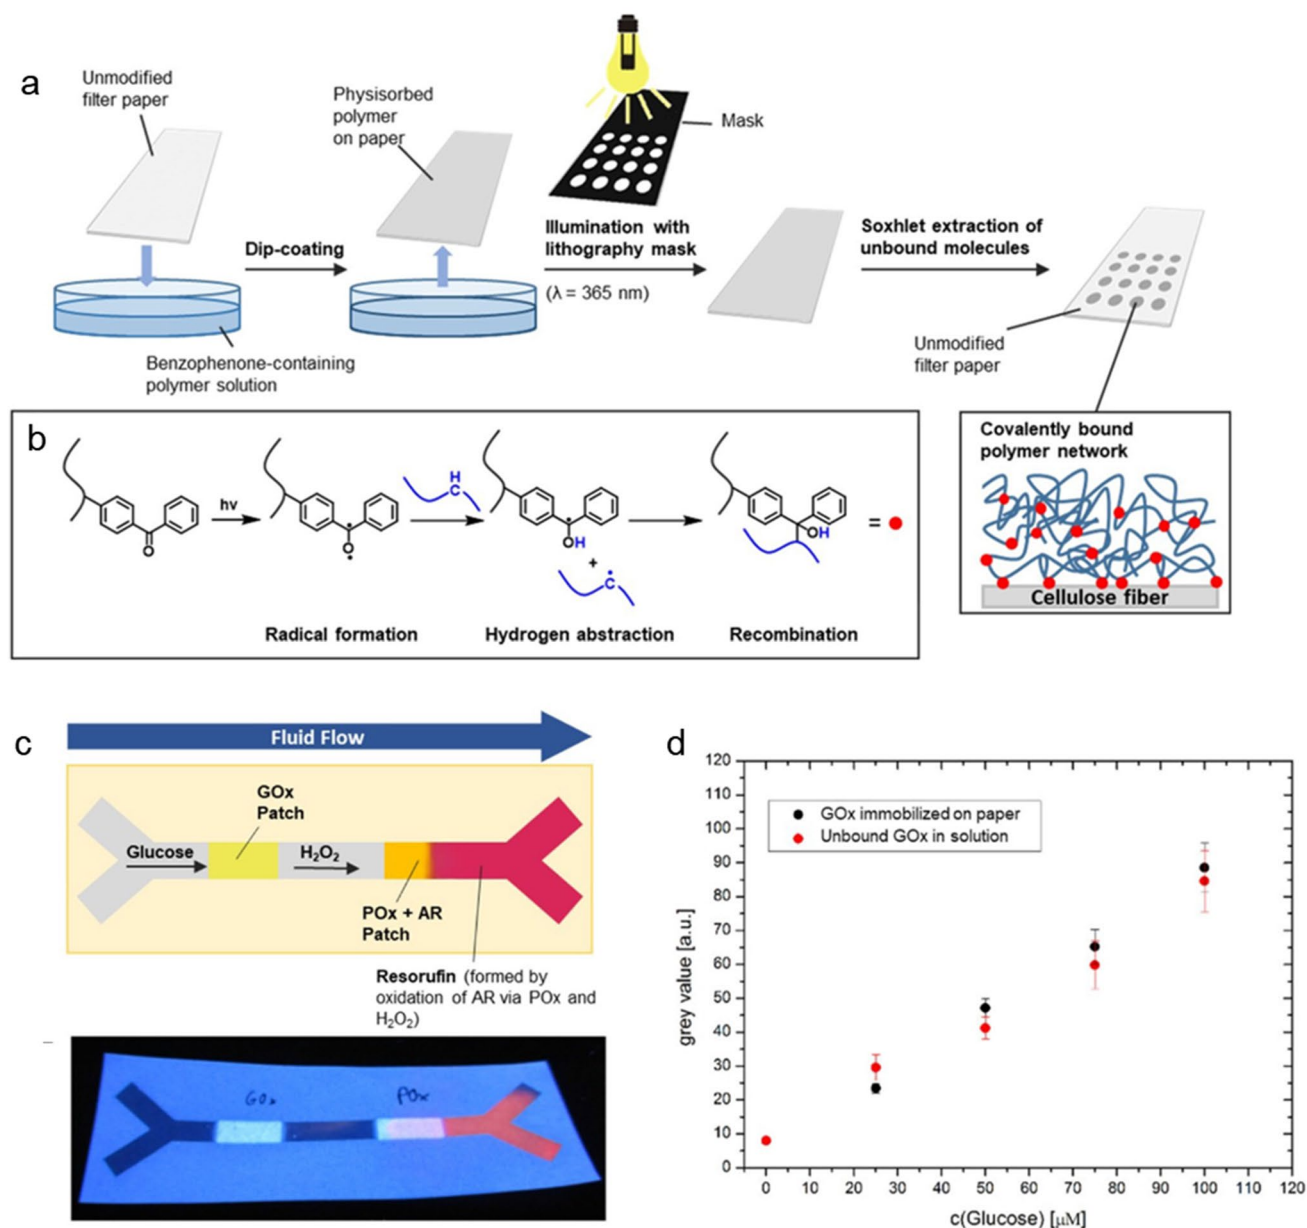 a
Unmodified
filter paper
Physisorbed
polymer
on paper
Mask
Dip-coating
Illumination with
lithography mask
(λ = 365 nm)
Soxhlet extraction of
unbound molecules
Benzophenone-containing
polymer solution
Unmodified
filter paper
b
hν
H
C
O
OH
+
C
OH
=
Radical formation
Hydrogen abstraction
Recombination
Covalently bound
polymer network
Cellulose fiber
c
Fluid Flow
GOx
Patch
Glucose
H₂O₂
POx + AR
Patch
Resorufin (formed by
oxidation of AR via POx and
H₂O₂)
GOx
POx
d
120
110
100
90
80
70
60
50
40
30
20
10
0
grey value [a.u.]
GOx immobilized on paper
Unbound GOx in solution
0 10 20 30 40 50 60 70 80 90 100 110 120
c(Glucose) [µM]